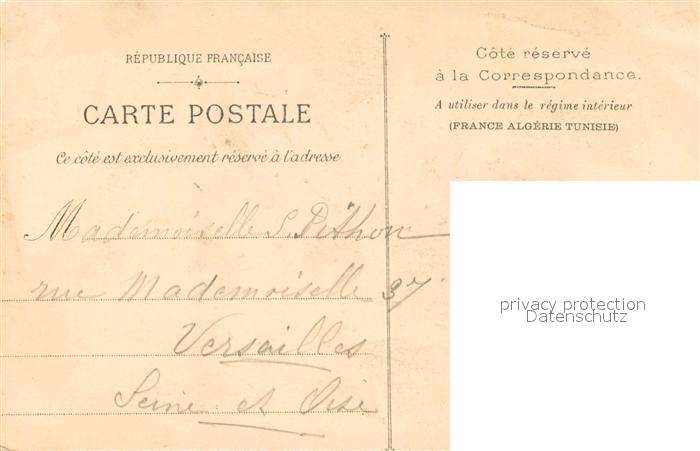 RÉPUBLIQUE FRANÇAISE
CARTE POSTALE
Ce côté est exclusivement réservé à l'adresse
Mademoiselle S. Pithon
rue Mademoiselle 37
Versailles
Seine et Oise
Côté réservé
à la Correspondance.
A utiliser dans le régime intérieur
(FRANCE ALGÉRIE TUNISIE)
privacy protection
Datenschutz